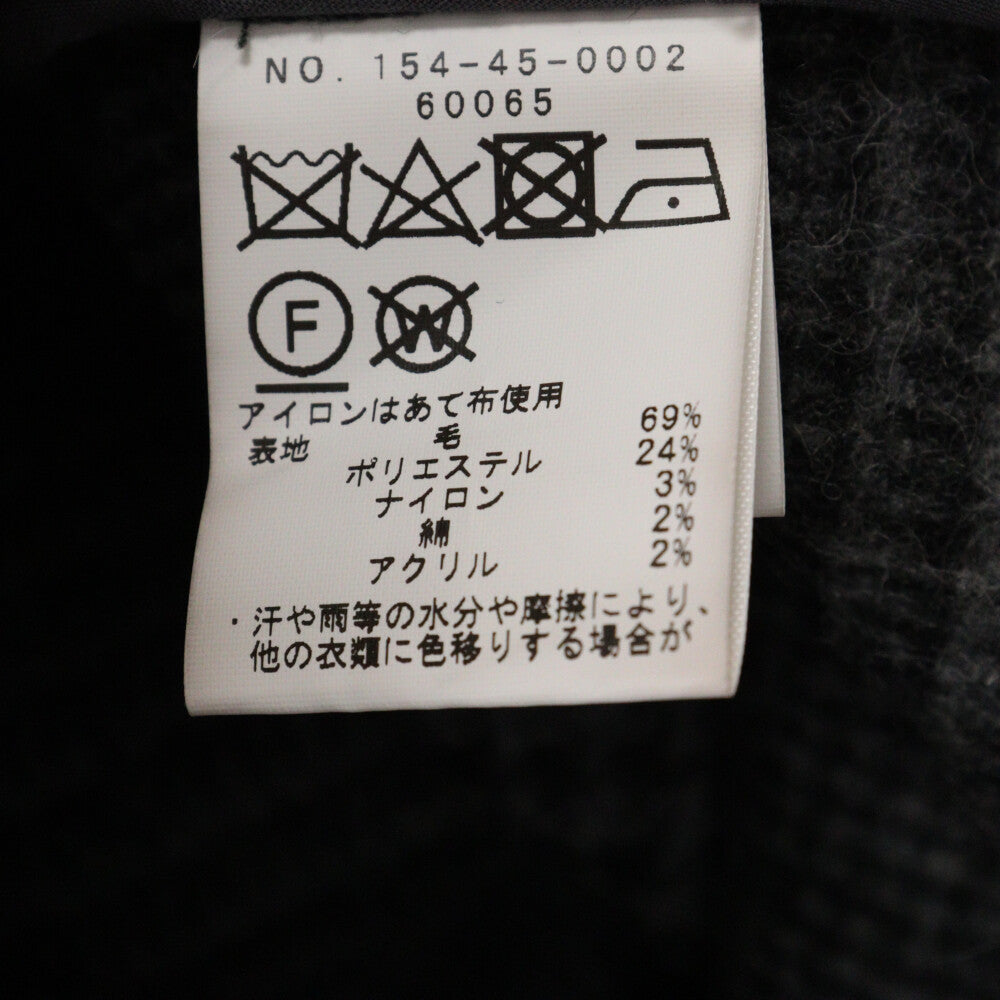 NO. 154-45-0002
60065
F
W
アイロンはあて布使用
表地 毛 69%
ポリエステル 24%
ナイロン 3%
綿 2%
アクリル 2%
・汗や雨等の水分や摩擦により、
他の衣類に色移りする場合が